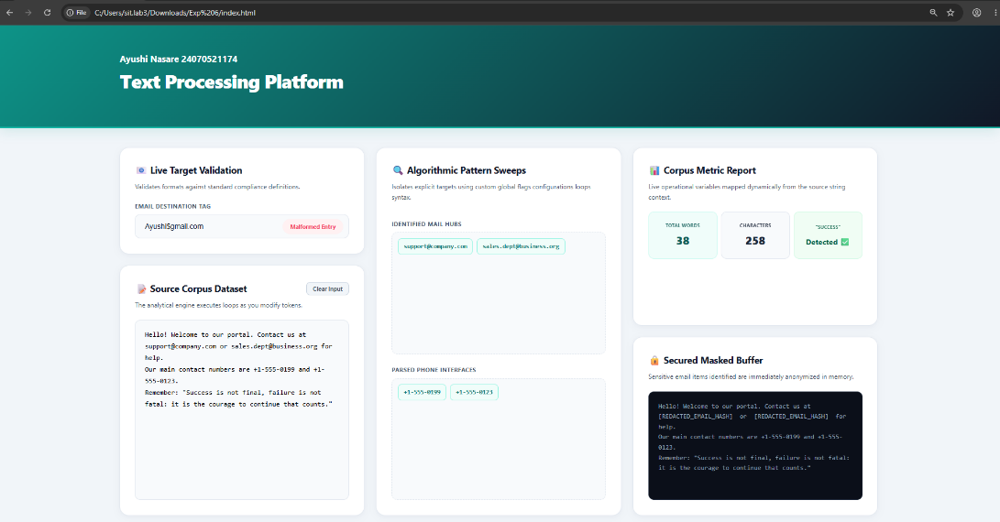 File C:/Users/sit.lab3/Downloads/Exp%206/index.html
Ayushi Nasare 24070521174
Text Processing Platform
Live Target Validation
Validates formats against standard compliance definitions.
EMAIL DESTINATION TAG
Ayushi$gmail.com
Malformed Entry
Source Corpus Dataset
Clear Input
The analytical engine executes loops as you modify tokens.
Hello! Welcome to our portal. Contact us at
support@company.com or sales.dept@business.org for
help.
Our main contact numbers are +1-555-0199 and +1-
555-0123.
Remember: "Success is not final, failure is not
fatal: it is the courage to continue that counts."
Algorithmic Pattern Sweeps
Isolates explicit targets using custom global flags configurations loops
syntax.
IDENTIFIED MAIL HUBS
support@company.com sales.dept@business.org
PARSED PHONE INTERFACES
+1-555-0199 +1-555-0123
Corpus Metric Report
Live operational variables mapped dynamically from the source string
context.
TOTAL WORDS
38
CHARACTERS
258
"SUCCESS"
Detected ✅
Secured Masked Buffer
Sensitive email items identified are immediately anonymized in memory.
Hello! Welcome to our portal. Contact us at
[REDACTED_EMAIL_HASH] or [REDACTED_EMAIL_HASH] for
help.
Our main contact numbers are +1-555-0199 and +1-555-
0123.
Remember: "Success is not final, failure is not fatal:
it is the courage to continue that counts."